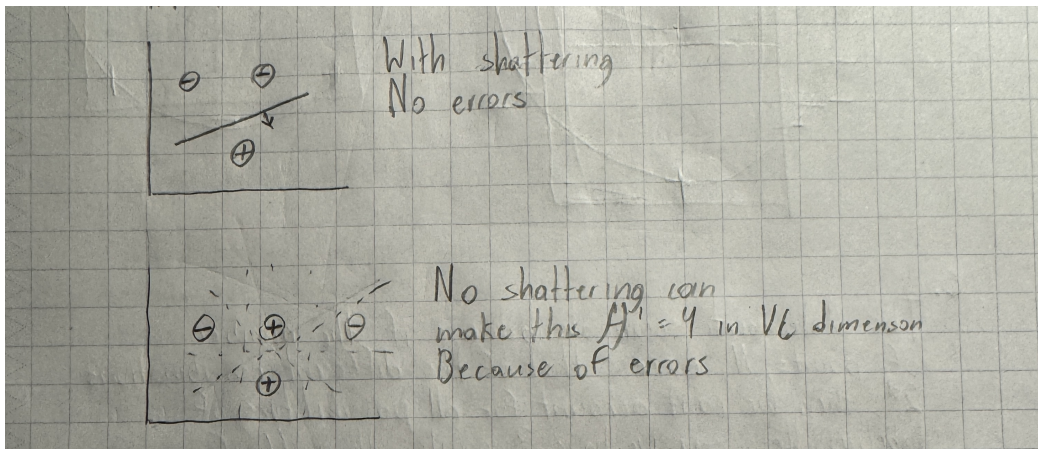 ⊖ ⊖
⊕
With shattering
No errors
⊖ ⊕ ⊖
⊕
No shattering can
make this = 4 in VC dimenson
Because of errors